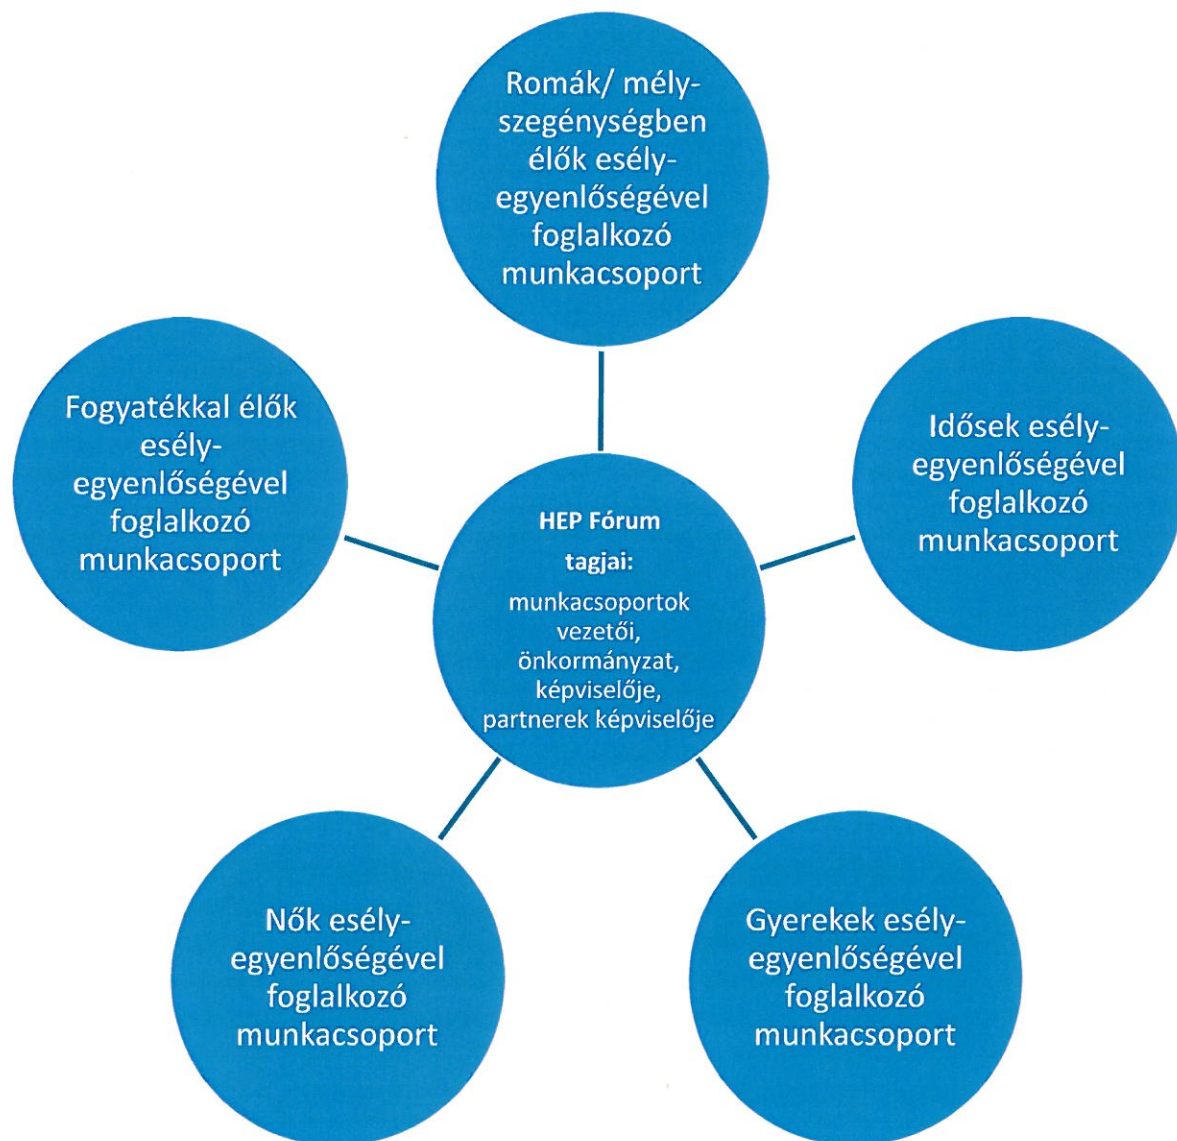 Romák/ mély-
szegénységben
élők esély-
egyenlőségével
foglalkozó
munkacsoport
Fogyatékkal élők
esély-
egyenlőségével
foglalkozó
munkacsoport
Idősek esély-
egyenlőségével
foglalkozó
munkacsoport
HEP Fórum
tagjai:
munkacsoportok
vezetői,
önkormányzat,
képviselője,
partnerek képviselője
Nők esély-
egyenlőségével
foglalkozó
munkacsoport
Gyerekek esély-
egyenlőségével
foglalkozó
munkacsoport